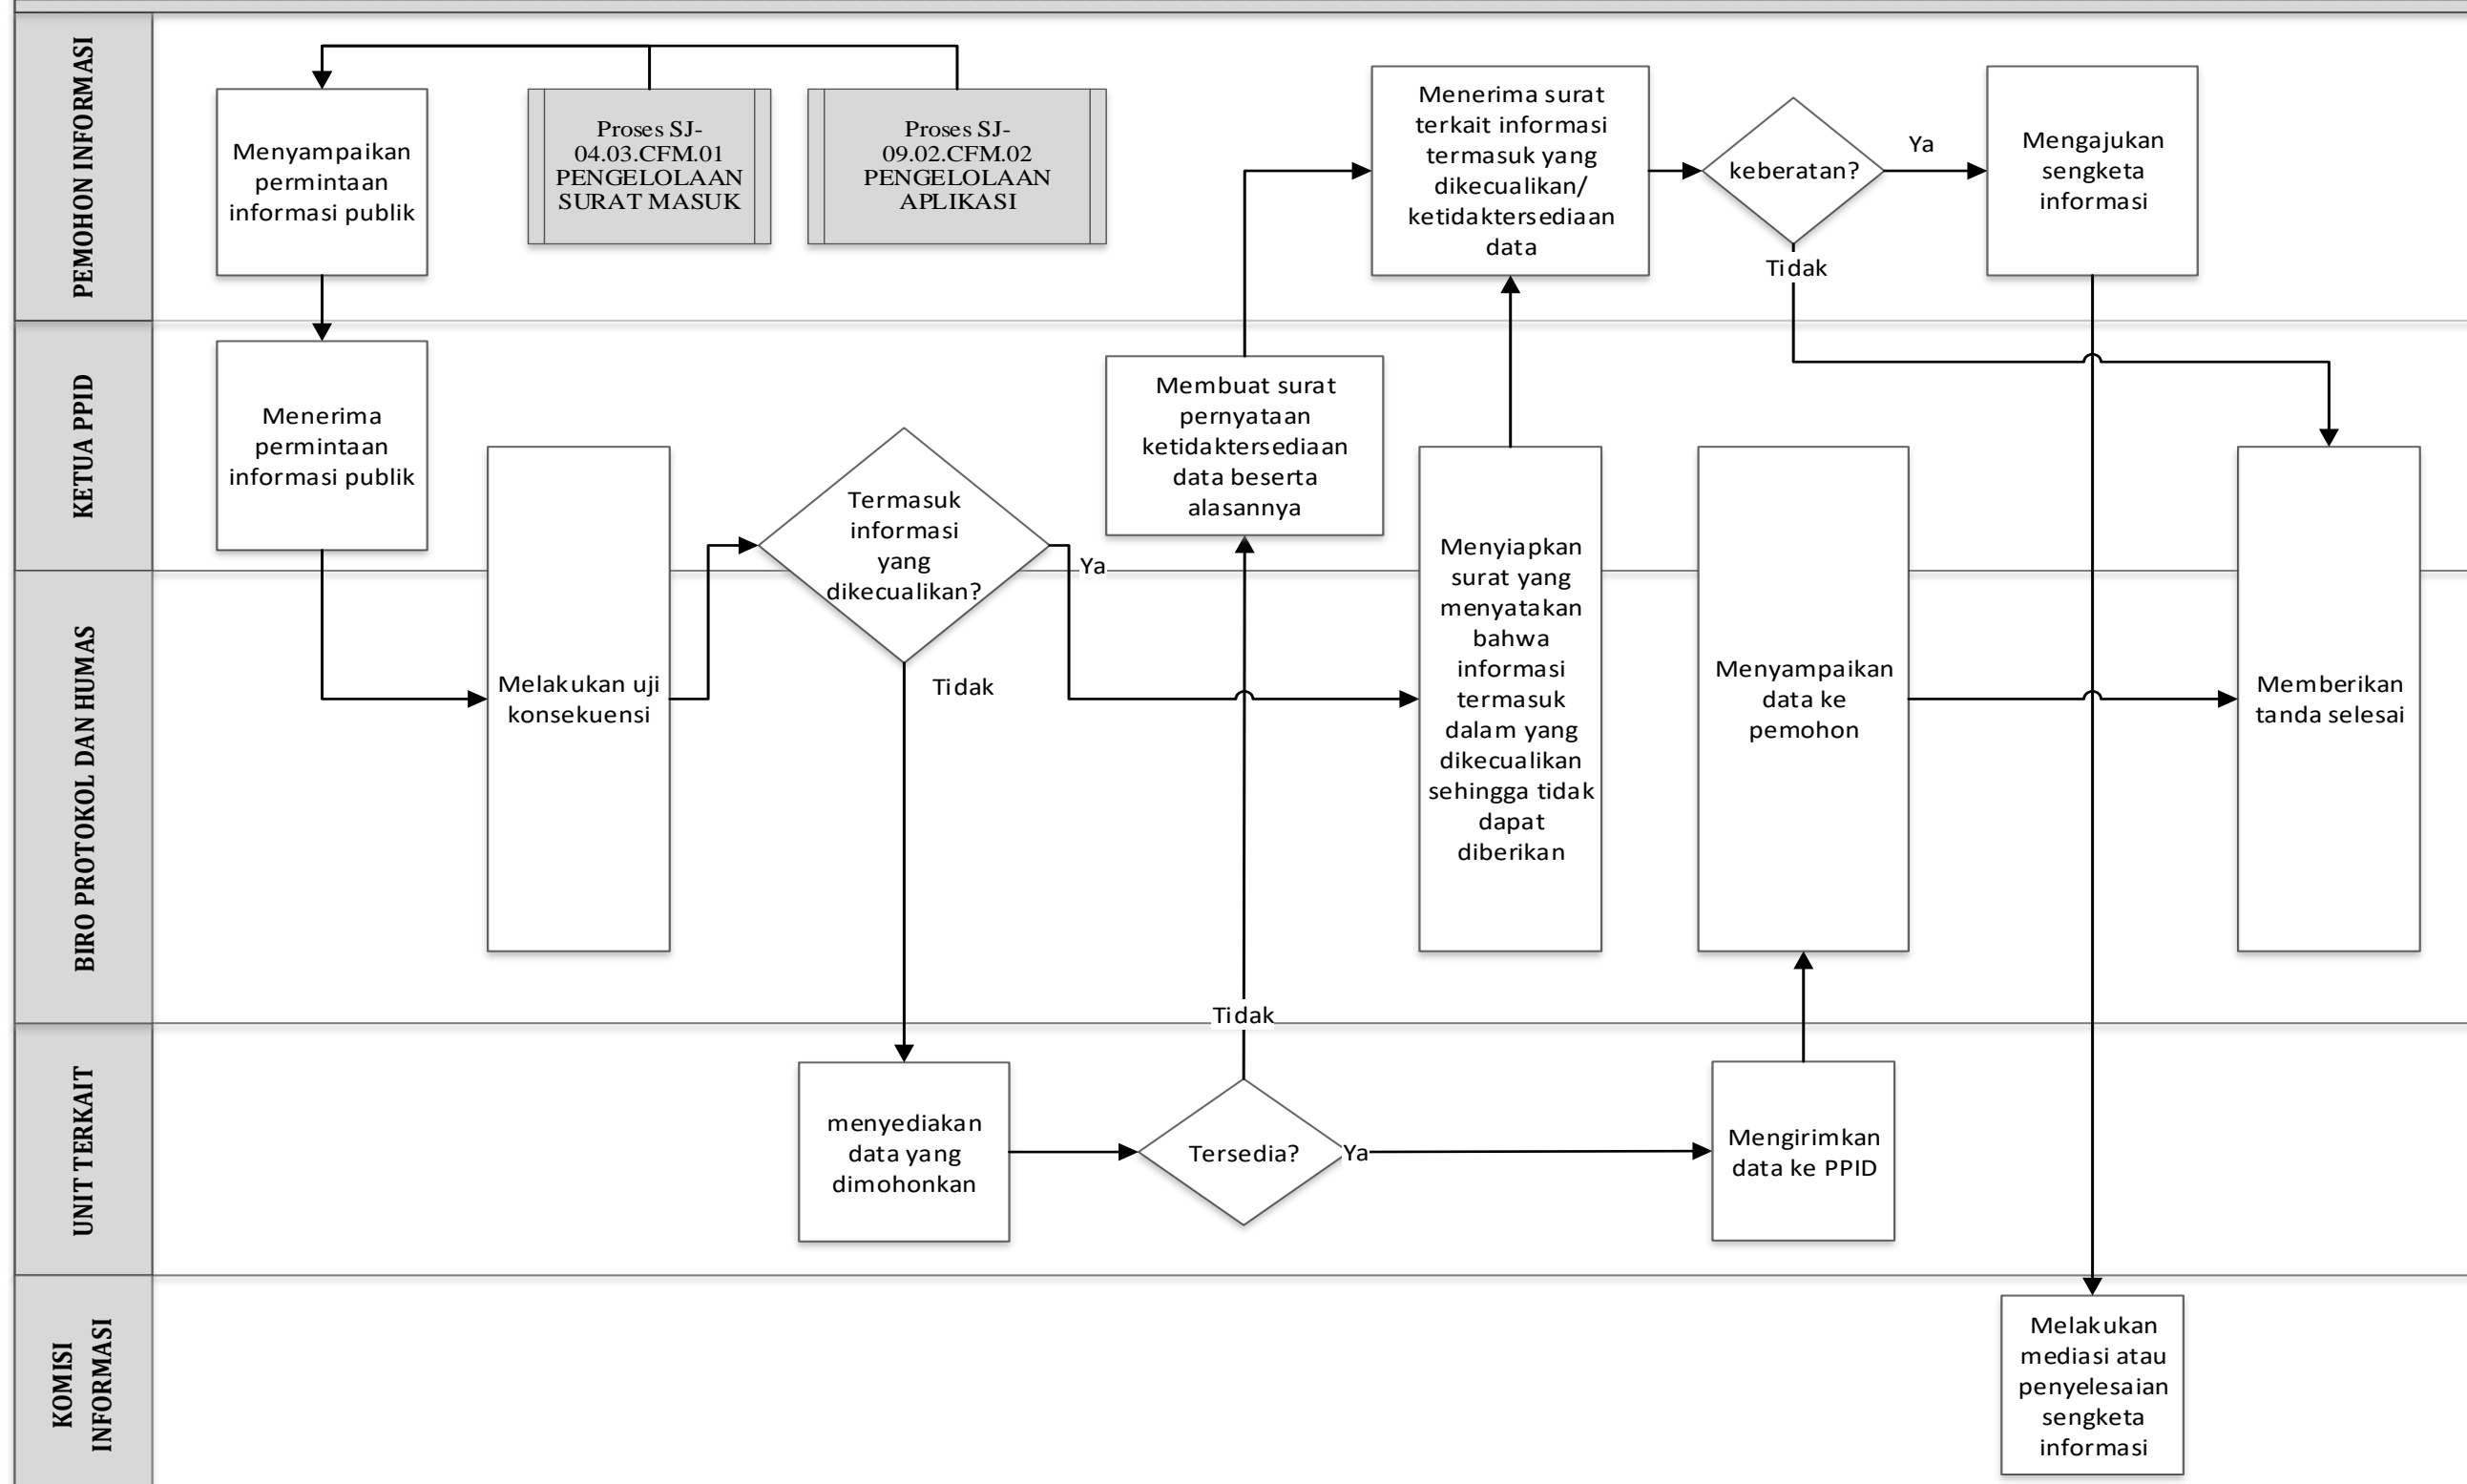 PEMOHON INFORMASI
Menyampaikan
permintaan
informasi publik
Proses SJ-
04.03.CFM.01
PENGELOLAAN
SURAT MASUK
Proses SJ-
09.02.CFM.02
PENGELOLAAN
APLIKASI
Menerima surat
terkait informasi
termasuk yang
dikecualikan/
ketidaktersediaan
data
keberatan?
Ya
Tidak
Mengajukan
sengketa
informasi
KETUA PPID
Menerima
permintaan
informasi publik
Termasuk
informasi
yang
dikecualikan?
Ya
Tidak
Membuat surat
pernyataan
ketidaktersediaan
data beserta
alasannya
BIRO PROTOKOL DAN HUMAS
Melakukan uji
konsekuensi
Menyiapkan
surat yang
menyatakan
bahwa
informasi
termasuk
dalam yang
dikecualikan
sehingga tidak
dapat
diberikan
Menyampaikan
data ke
pemohon
Memberikan
tanda selesai
UNIT TERKAIT
menyediakan
data yang
dimohonkan
Tidak
Tersedia?
Ya
Mengirimkan
data ke PPID
KOMISI
INFORMASI
Melakukan
mediasi atau
penyelesaian
sengketa
informasi